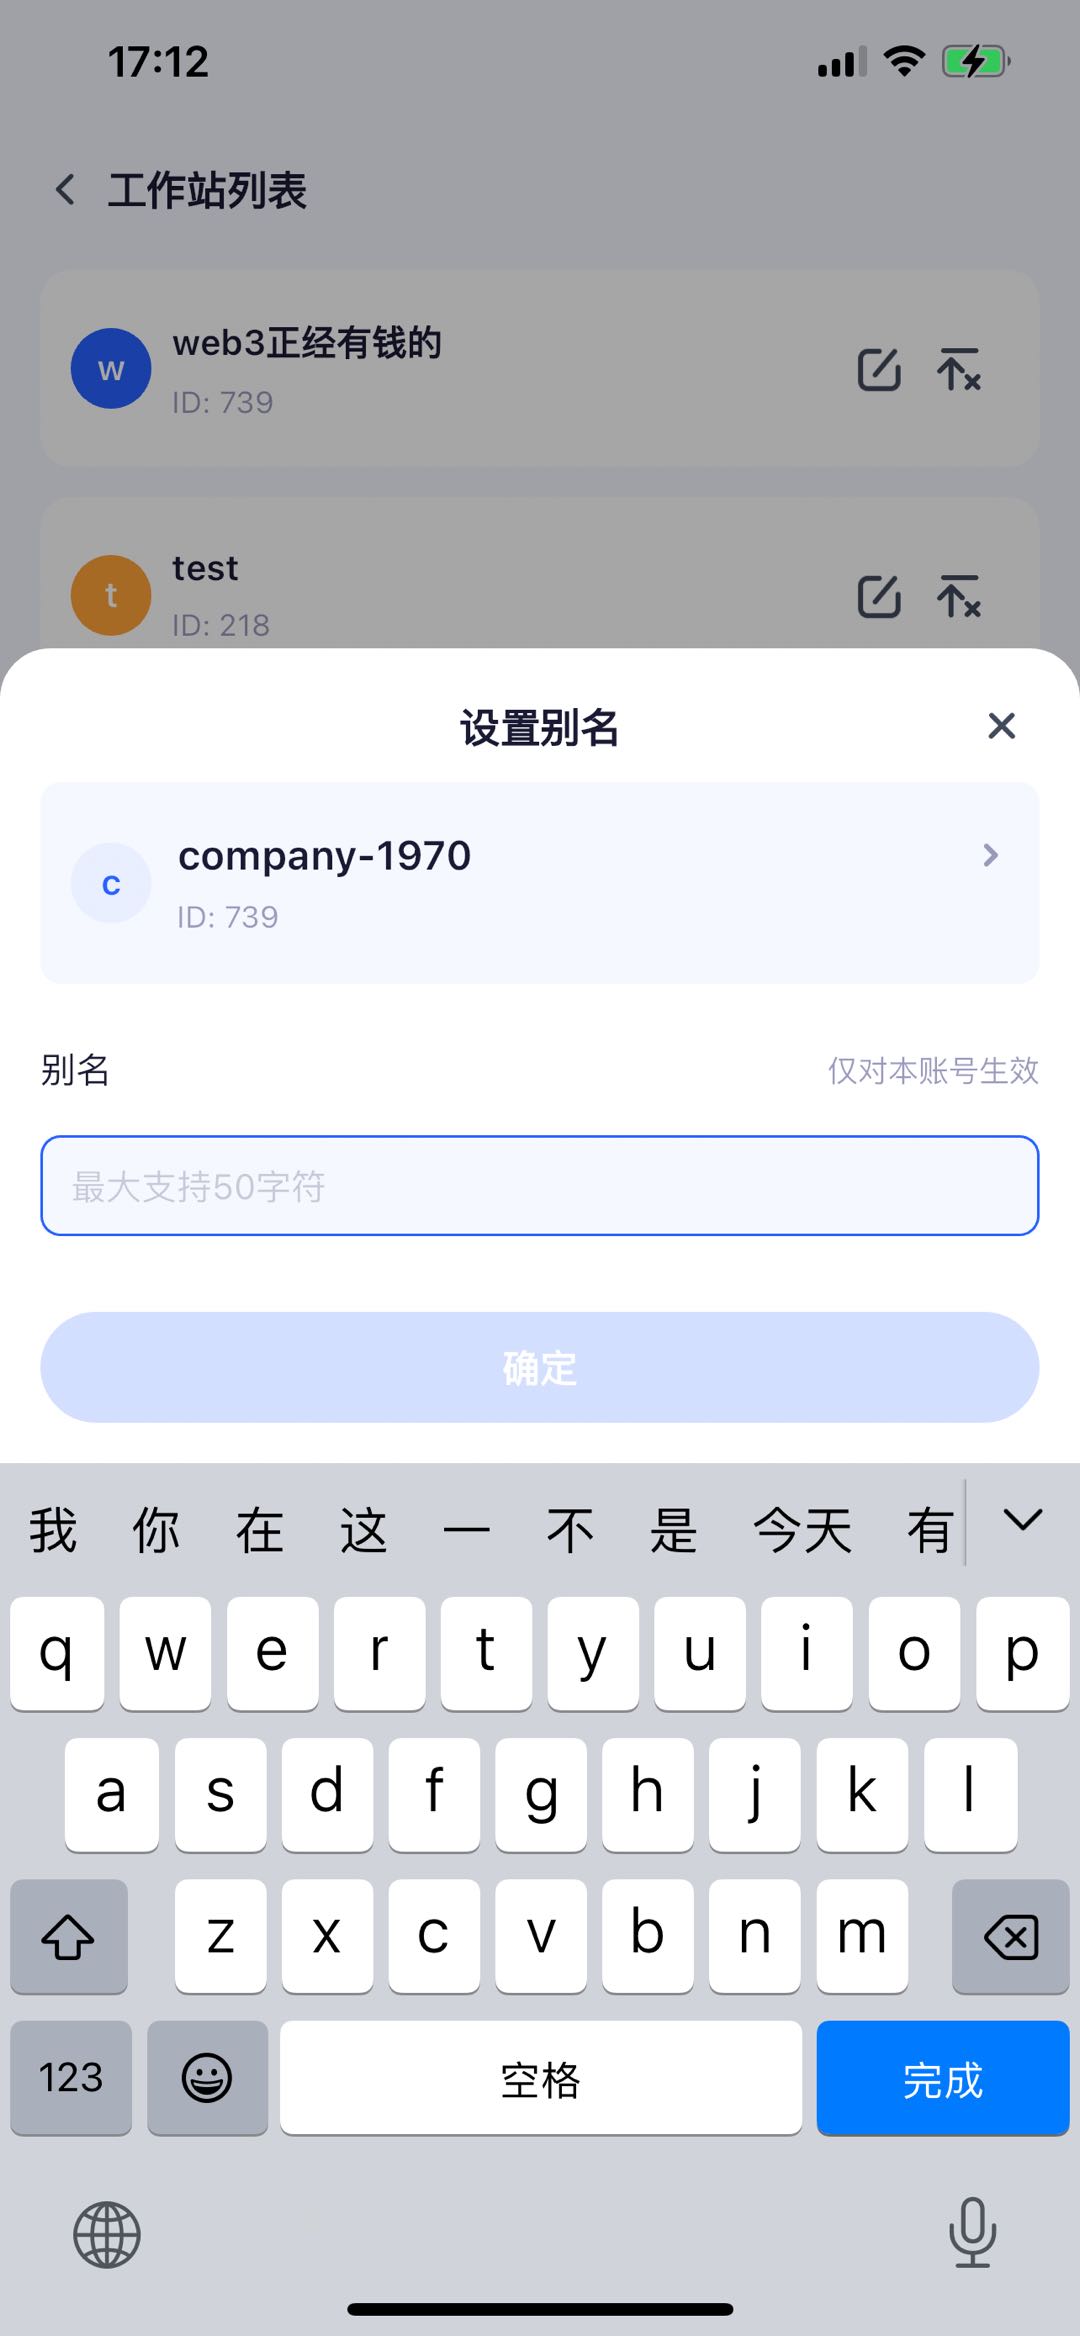 17:12
工作站列表
w
web3正经有钱的
ID: 739
t
test
ID: 218
设置别名
c
company-1970
ID: 739
别名
仅对本账号生效
最大支持50字符
确定
我 你 在 这 一 不 是 今天 有
q w e r t y u i o p
a s d f g h j k l
z x c v b n m
123 空格 完成